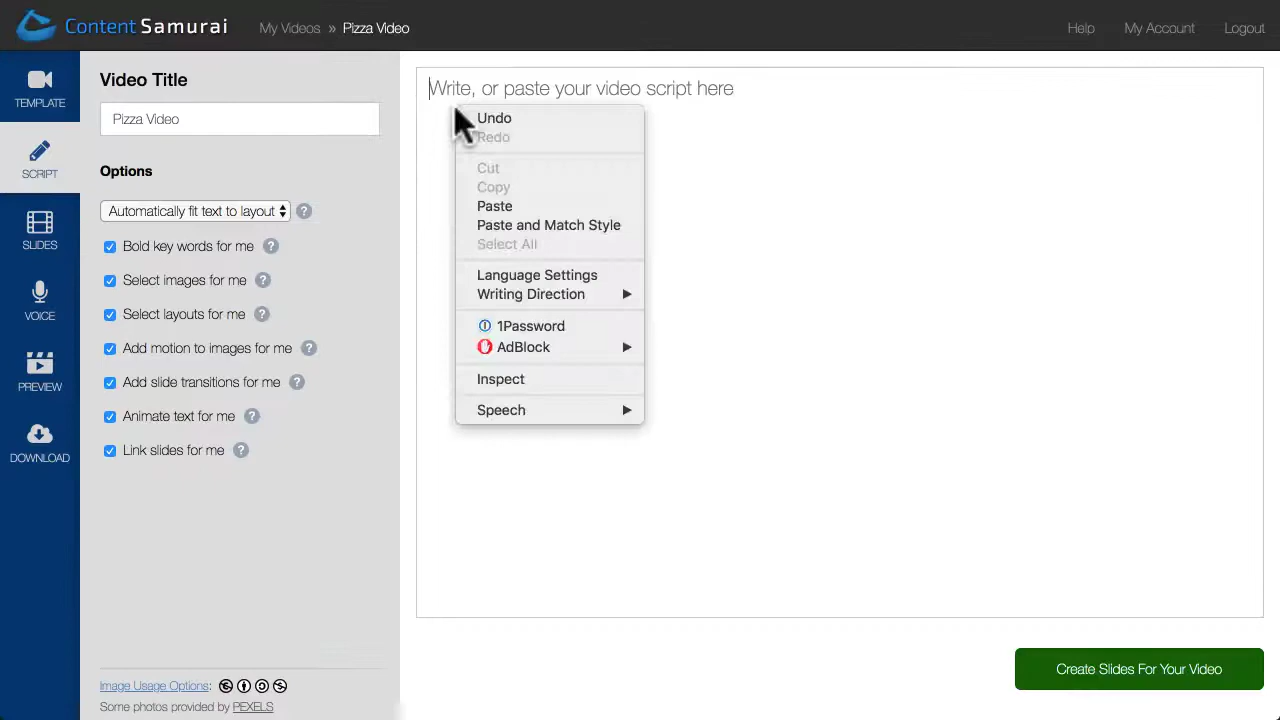 Content Samurai My Videos » Pizza Video Help My Account Logout
TEMPLATE
SCRIPT
SLIDES
VOICE
PREVIEW
DOWNLOAD
Video Title
Pizza Video
Options
Automatically fit text to layout ?
Bold key words for me ?
Select images for me ?
Select layouts for me ?
Add motion to images for me ?
Add slide transitions for me ?
Animate text for me ?
Link slides for me ?
Image Usage Options:
Some photos provided by PEXELS
Write, or paste your video script here
Undo
Redo
Cut
Copy
Paste
Paste and Match Style
Select All
Language Settings
Writing Direction
1Password
AdBlock
Inspect
Speech
Create Slides For Your Video